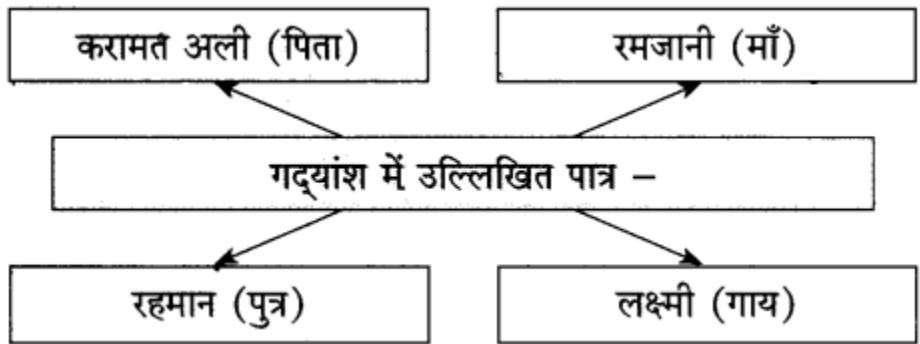 करामत अली (पिता)
रमजानी (माँ)
गद्यांश में उल्लिखित पात्र –
रहमान (पुत्र)
लक्ष्मी (गाय)